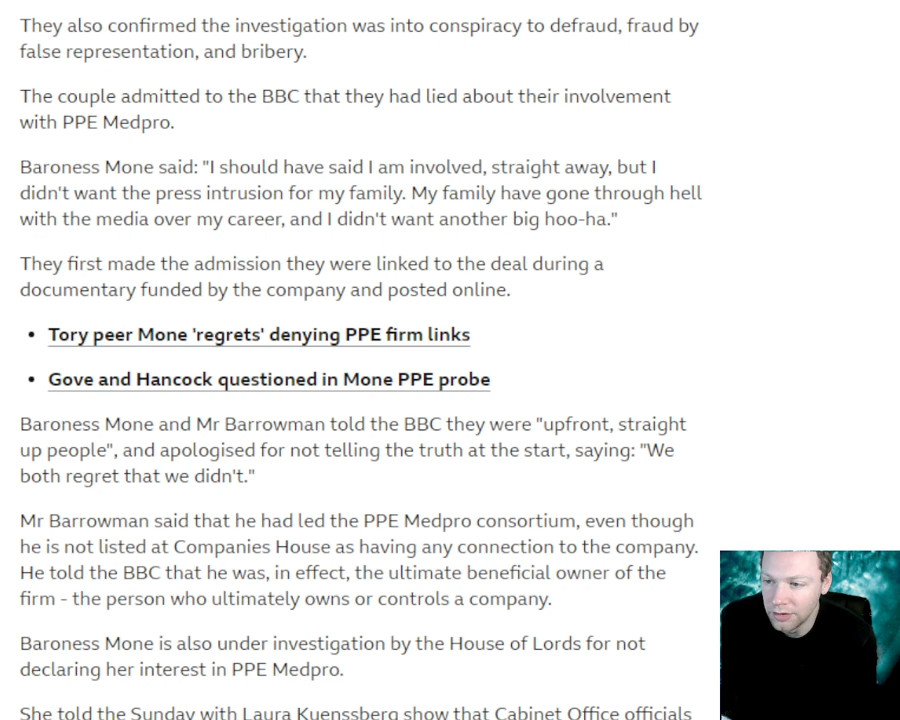 They also confirmed the investigation was into conspiracy to defraud, fraud by
false representation, and bribery.
The couple admitted to the BBC that they had lied about their involvement
with PPE Medpro.
Baroness Mone said: "I should have said I am involved, straight away, but I
didn't want the press intrusion for my family. My family have gone through hell
with the media over my career, and I didn't want another big hoo-ha."
They first made the admission they were linked to the deal during a
documentary funded by the company and posted online.
• Tory peer Mone 'regrets' denying PPE firm links
• Gove and Hancock questioned in Mone PPE probe
Baroness Mone and Mr Barrowman told the BBC they were "upfront, straight
up people", and apologised for not telling the truth at the start, saying: "We
both regret that we didn't."
Mr Barrowman said that he had led the PPE Medpro consortium, even though
he is not listed at Companies House as having any connection to the company.
He told the BBC that he was, in effect, the ultimate beneficial owner of the
firm - the person who ultimately owns or controls a company.
Baroness Mone is also under investigation by the House of Lords for not
declaring her interest in PPE Medpro.
She told the Sunday with Laura Kuenssberg show that Cabinet Office officials